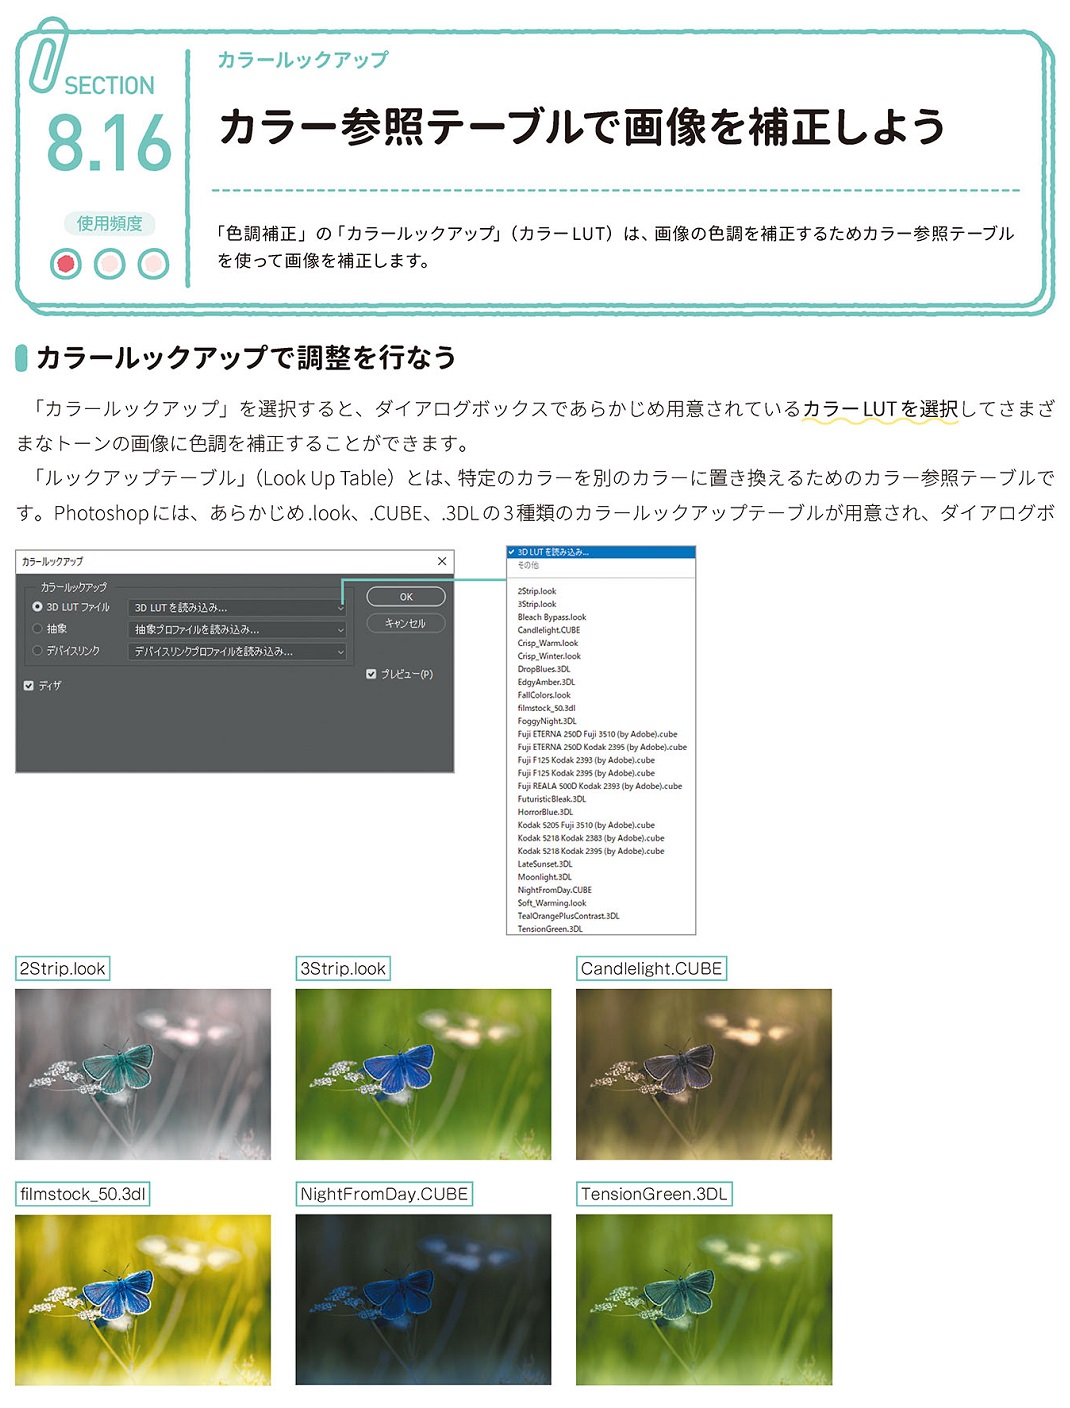 SECTION
8.16
使用頻度
カラールックアップ
カラー参照テーブルで画像を補正しよう
「色調補正」の「カラールックアップ」（カラーLUT）は、画像の色調を補正するためカラー参照テーブル
を使って画像を補正します。
カラールックアップで調整を行なう
「カラールックアップ」を選択すると、ダイアログボックスであらかじめ用意されているカラーLUTを選択してさまざ
まなトーンの画像に色調を補正することができます。
「ルックアップテーブル」（Look Up Table）とは、特定のカラーを別のカラーに置き換えるためのカラー参照テーブルで
す。Photoshopには、あらかじめ.look、.CUBE、.3DLの3種類のカラールックアップテーブルが用意され、ダイアログボ
カラールックアップ
カラールックアップ
3D LUT ファイル
3D LUT を読み込み...
抽象
抽象プロファイルを読み込み...
デバイスリンク
デバイスリンクプロファイルを読み込み...
ディザ
OK
キャンセル
プレビュー(P)
3D LUT を読み込み...
その他
2Strip.look
3Strip.look
Bleach Bypass.look
Candlelight.CUBE
Crisp_Warm.look
Crisp_Winter.look
DropBlues.3DL
EdgyAmber.3DL
FallColors.look
filmstock_50.3dl
FoggyNight.3DL
Fuji ETERNA 250D Fuji 3510 (by Adobe).cube
Fuji ETERNA 250D Kodak 2395 (by Adobe).cube
Fuji F125 Kodak 2393 (by Adobe).cube
Fuji F125 Kodak 2395 (by Adobe).cube
Fuji REALA 500D Kodak 2393 (by Adobe).cube
FuturisticBleak.3DL
HorrorBlue.3DL
Kodak 5205 Fuji 3510 (by Adobe).cube
Kodak 5218 Kodak 2383 (by Adobe).cube
Kodak 5218 Kodak 2395 (by Adobe).cube
LateSunset.3DL
Moonlight.3DL
NightFromDay.CUBE
Soft_Warming.look
TealOrangePlusContrast.3DL
TensionGreen.3DL
2Strip.look
3Strip.look
Candlelight.CUBE
filmstock_50.3dl
NightFromDay.CUBE
TensionGreen.3DL